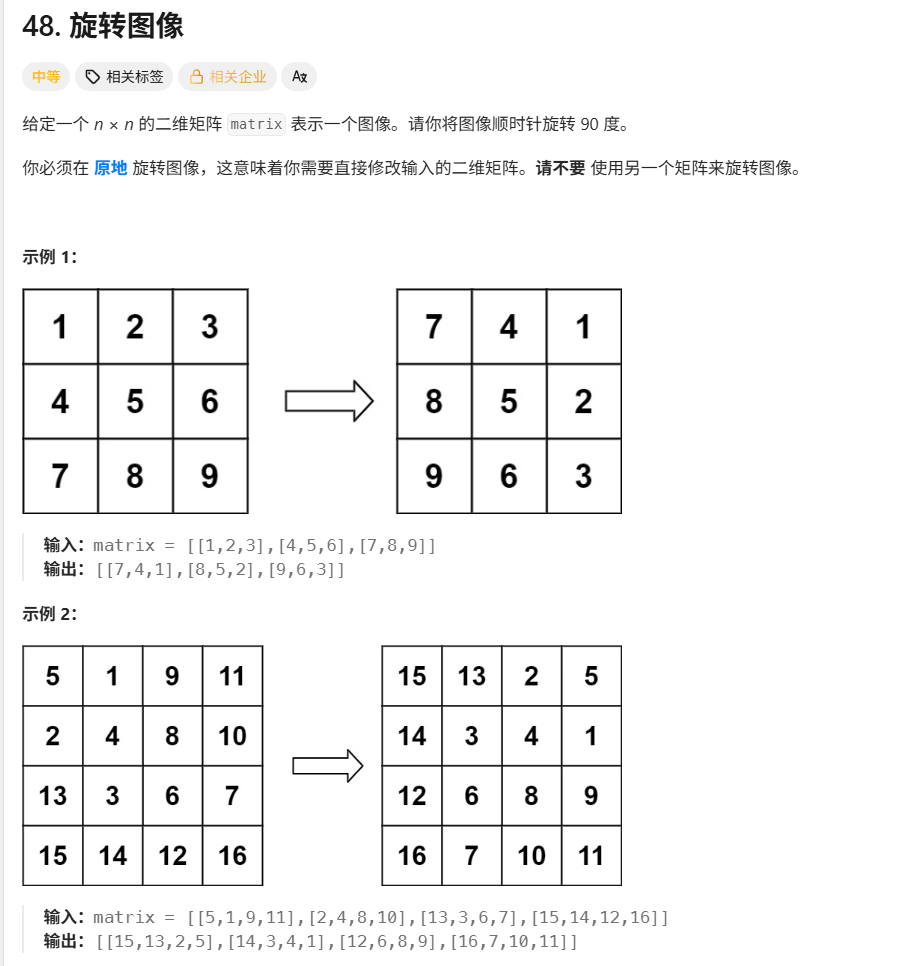 48. 旋转图像
中等 相关标签 相关企业 Aあ
给定一个 n × n 的二维矩阵 matrix 表示一个图像。请你将图像顺时针旋转 90 度。
你必须在 原地 旋转图像，这意味着你需要直接修改输入的二维矩阵。请不要 使用另一个矩阵来旋转图像。
示例 1：
1 2 3 7 4 1
4 5 6 8 5 2
7 8 9 9 6 3
输入：matrix = [[1,2,3],[4,5,6],[7,8,9]]
输出：[[7,4,1],[8,5,2],[9,6,3]]
示例 2：
5 1 9 11 15 13 2 5
2 4 8 10 14 3 4 1
13 3 6 7 12 6 8 9
15 14 12 16 16 7 10 11
输入：matrix = [[5,1,9,11],[2,4,8,10],[13,3,6,7],[15,14,12,16]]
输出：[[15,13,2,5],[14,3,4,1],[12,6,8,9],[16,7,10,11]]